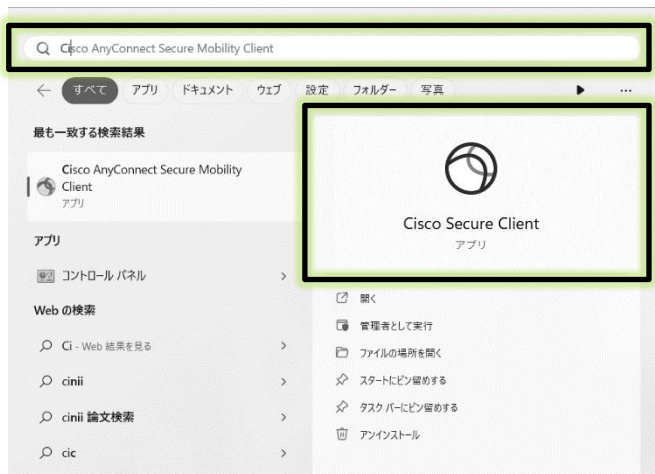 Cisco AnyConnect Secure Mobility Client
すべて アプリ ドキュメント ウェブ 設定 フォルダー 写真
最も一致する検索結果
Cisco AnyConnect Secure Mobility
Client
アプリ
アプリ
コントロール パネル
Web の検索
Ci - Web 結果を見る
cinii
cinii 論文検索
cic
Cisco Secure Client
アプリ
開く
管理者として実行
ファイルの場所を開く
スタートにピン留めする
タスク バーにピン留めする
アンインストール